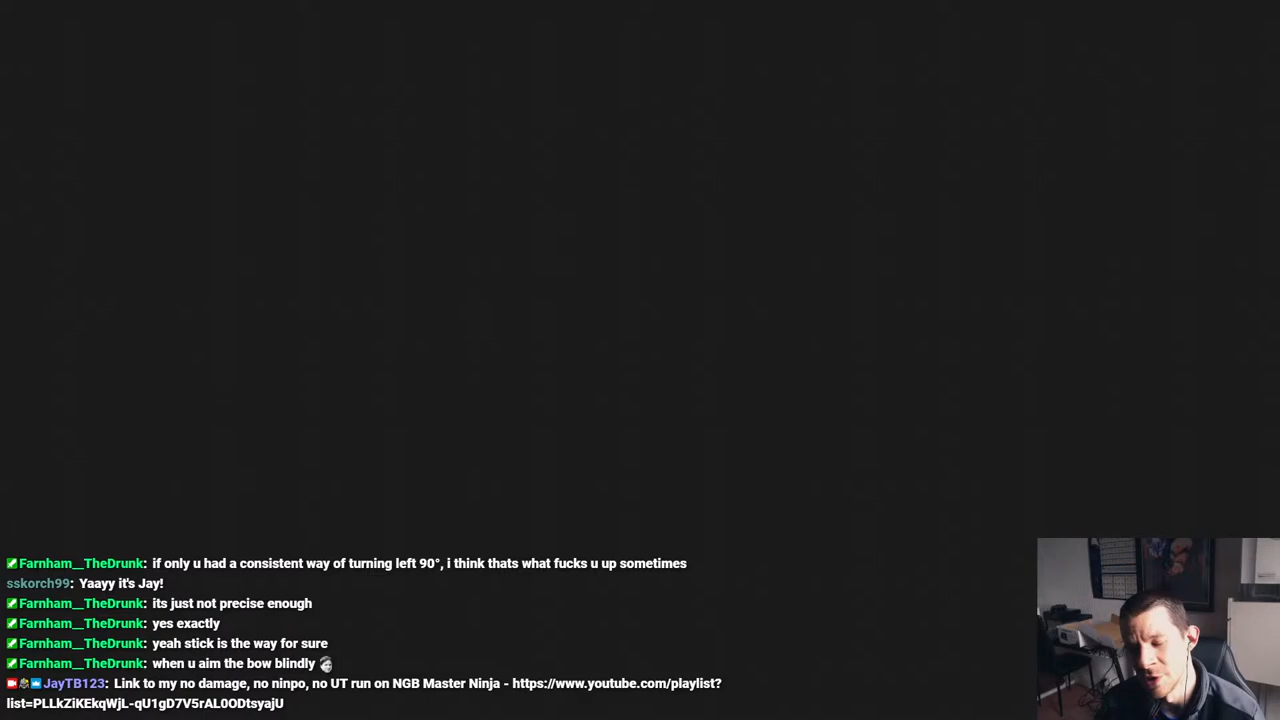 Farnham__TheDrunk: if only u had a consistent way of turning left 90°, i think thats what fucks u up sometimes
sskorch99: Yaayy it's Jay!
Farnham__TheDrunk: its just not precise enough
Farnham__TheDrunk: yes exactly
Farnham__TheDrunk: yeah stick is the way for sure
Farnham__TheDrunk: when u aim the bow blindly
JayTB123: Link to my no damage, no ninpo, no UT run on NGB Master Ninja - https://www.youtube.com/playlist?
list=PLLkZiKEkqWjL-qU1gD7V5rAL0ODtsyajU